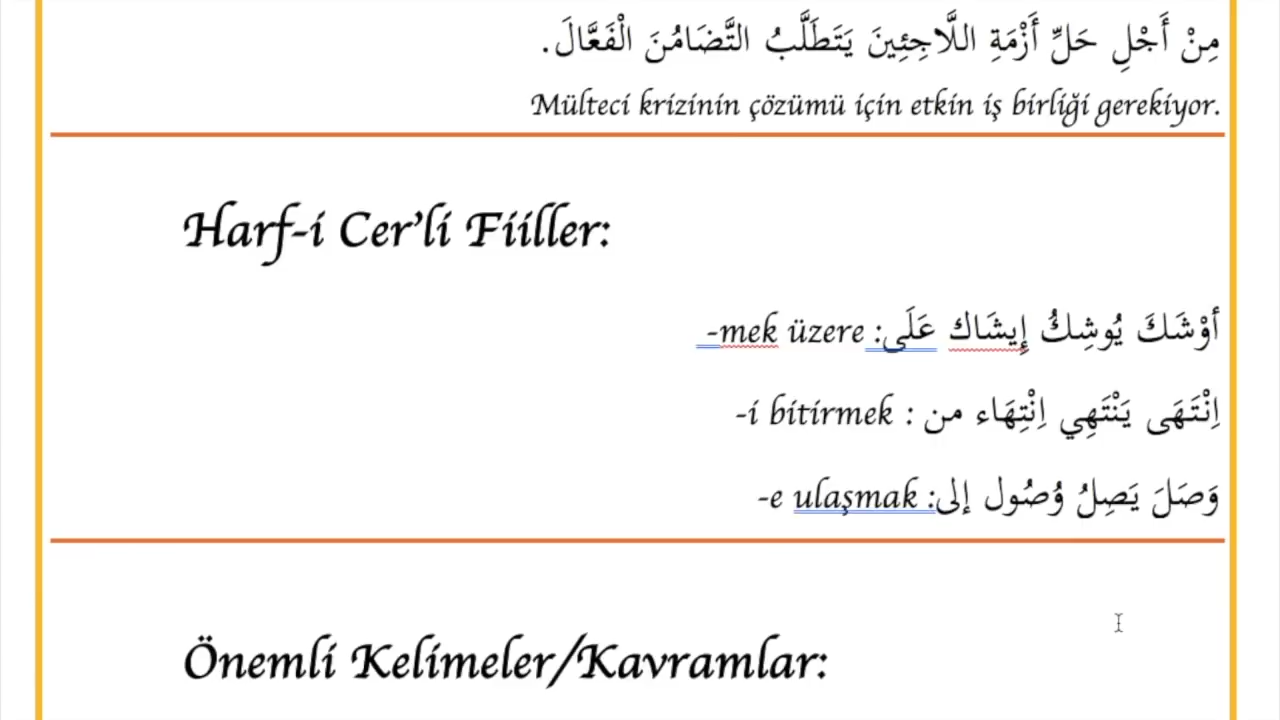 مِنْ أَجْلِ حَلِّ أَزْمَةِ اللَّاجِئِينَ يَتَطَلَّبُ التَّضَامُنَ الْفَعَّالَ.
Mülteci krizinin çözümü için etkin iş birliği gerekiyor.
Harf-i Cer’li Fiiller:
أوْشَكَ يُوشِكُ إِيشَاك عَلَى: -mek üzere
اِنْتَهَى يَنْتَهِي اِنْتِهَاء من : -i bitirmek
وَصَلَ يَصِلُ وُصُول إلى: -e ulaşmak
Önemli Kelimeler/Kavramlar: